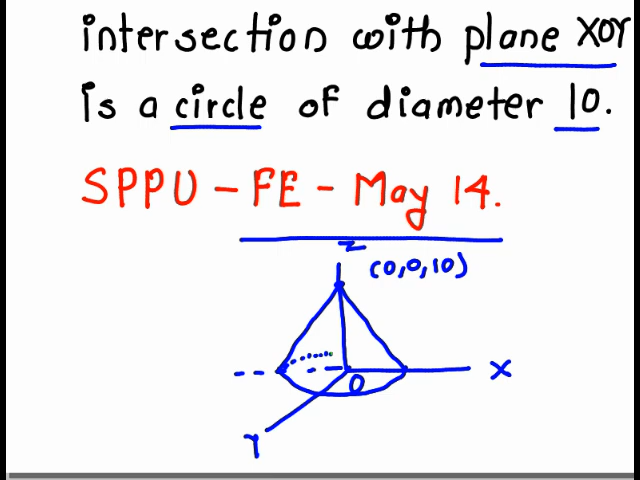 intersection with plane XOY
is a circle of diameter 10.
SPPU - FE - May 14.
Z
(0,0,10)
X
O
Y